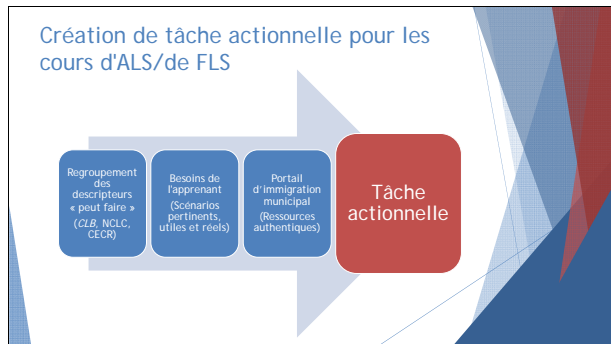 Création de tâche actionnelle pour les
cours d'ALS/de FLS
Regroupement
des
descripteurs
« peut faire »
(CLB, NCLC,
CECR)
Besoins de
l'apprenant
(Scénarios
pertinents,
utiles et réels)
Portail
d'immigration
municipal
(Ressources
authentiques)
Tâche
actionnelle